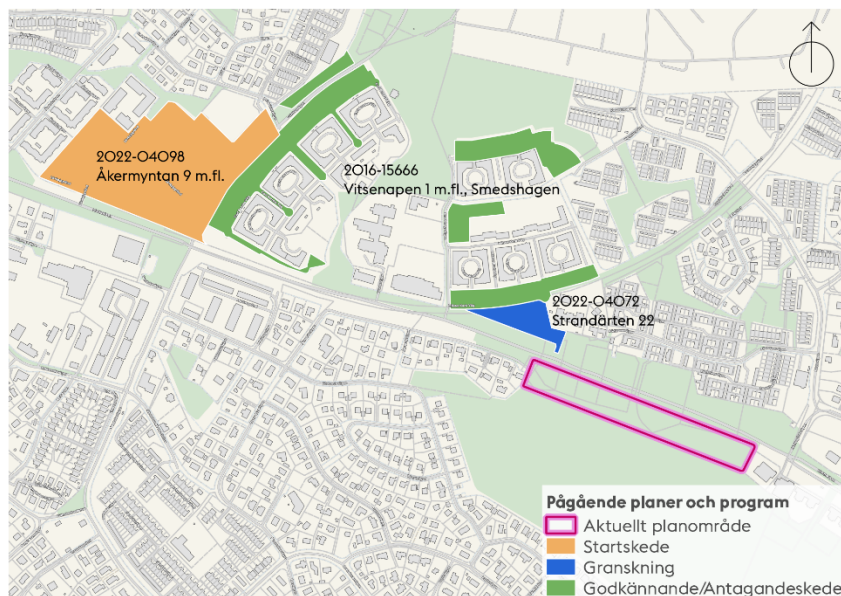 2022-04098
Åkermyntan 9 m.fl.
2016-15666
Vitsenapen 1 m.fl., Smedshagen
2022-04072
Strandärten 22
Pågående planer och program
Aktuellt planområde
Startskede
Granskning
Godkännande/Antagandeskede